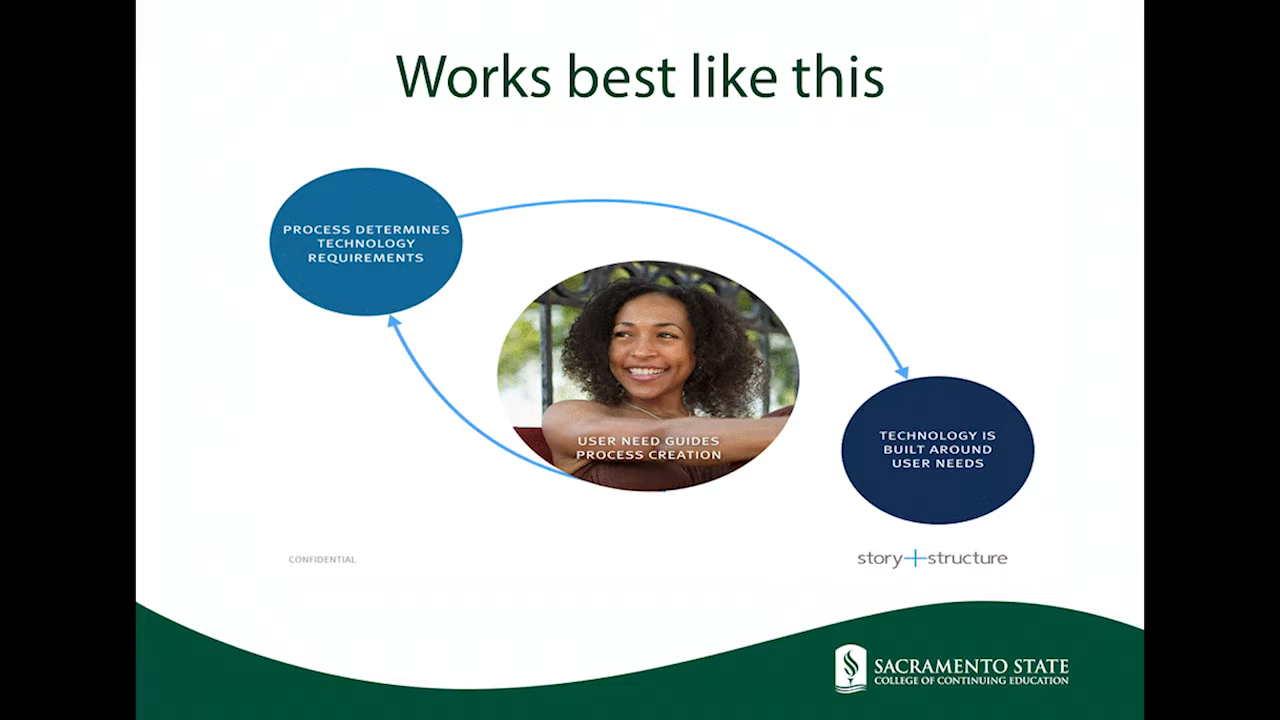 Works best like this
PROCESS DETERMINES
TECHNOLOGY
REQUIREMENTS
USER NEED GUIDES
PROCESS CREATION
TECHNOLOGY IS
BUILT AROUND
USER NEEDS
CONFIDENTIAL
story+structure
SACRAMENTO STATE
COLLEGE OF CONTINUING EDUCATION